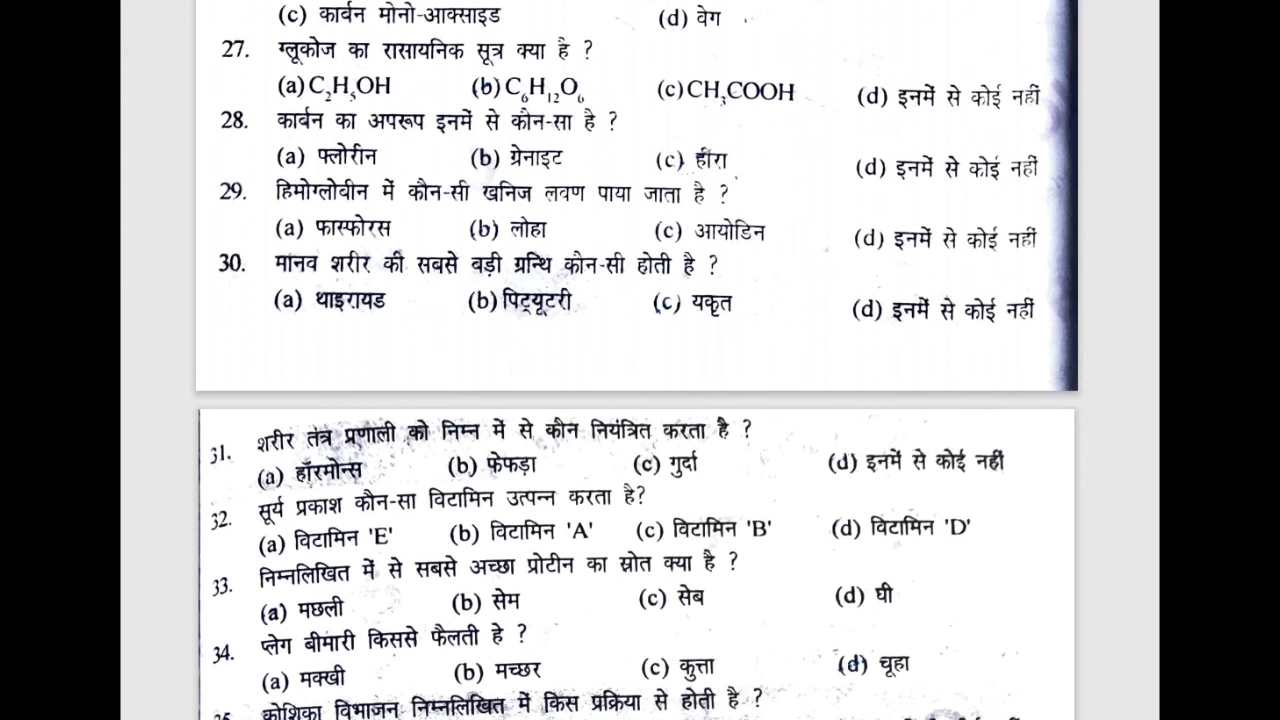 (c) कार्बन मोनो-आक्साइड (d) वेग
27. ग्लूकोज का रासायनिक सूत्र क्या है ?
(a) C₂H₅OH (b) C₆H₁₂O₆ (c) CH₃COOH (d) इनमें से कोई नहीं
28. कार्बन का अपरूप इनमें से कौन-सा है ?
(a) फ्लोरीन (b) ग्रेनाइट (c) हीरा (d) इनमें से कोई नहीं
29. हिमोग्लोवीन में कौन-सी खनिज लवण पाया जाता है ?
(a) फास्फोरस (b) लोहा (c) आयोडिन (d) इनमें से कोई नहीं
30. मानव शरीर की सबसे बड़ी ग्रन्थि कौन-सी होती है ?
(a) थाइरायड (b) पिट्यूटरी (c) यकृत (d) इनमें से कोई नहीं
31. शरीर तंत्र प्रणाली को निम्न में से कौन नियंत्रित करता है ?
(a) हॉरमोन्स (b) फेफड़ा (c) गुर्दा (d) इनमें से कोई नहीं
32. सूर्य प्रकाश कौन-सा विटामिन उत्पन्न करता है?
(a) विटामिन 'E' (b) विटामिन 'A' (c) विटामिन 'B' (d) विटामिन 'D'
33. निम्नलिखित में से सबसे अच्छा प्रोटीन का स्रोत क्या है ?
(a) मछली (b) सेम (c) सेब (d) घी
34. प्लेग बीमारी किससे फैलती हे ?
(a) मक्खी (b) मच्छर (c) कुत्ता (d) चूहा
कोशिका विभाजन निम्नलिखित में किस प्रक्रिया से होती है ?